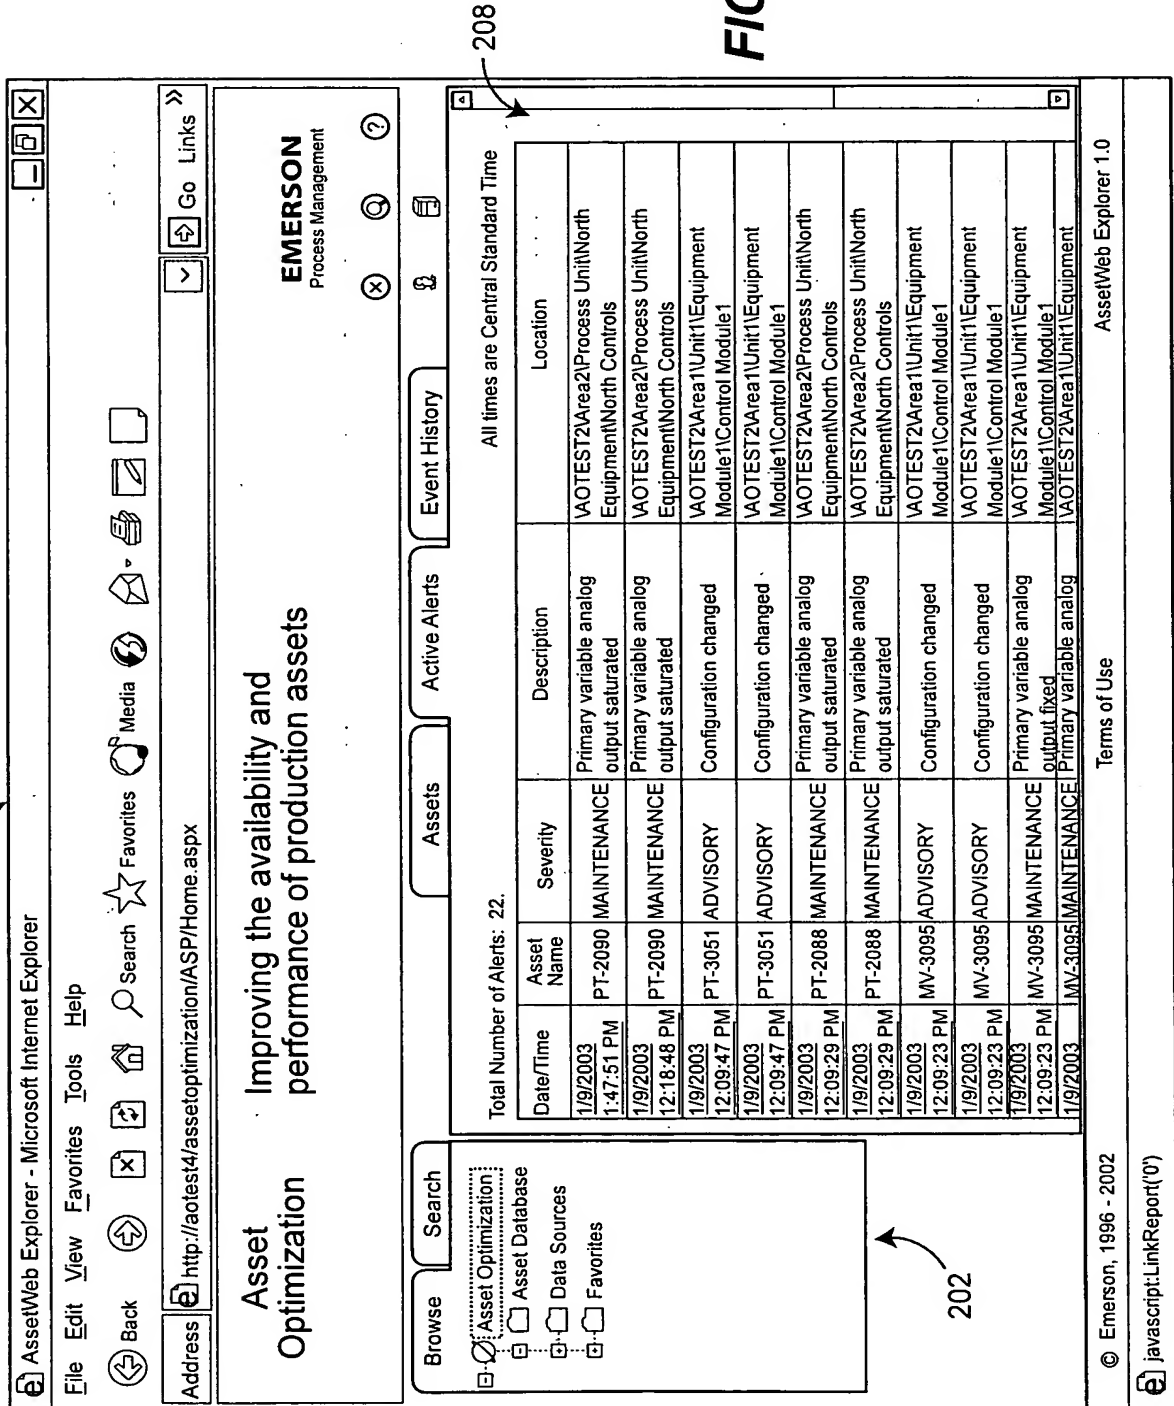 AssetWeb Explorer - Microsoft Internet Explorer
File Edit View Favorites Tools Help
Back Search Favorites Media
Address http://aotest4/assetoptimization/ASP/Home.aspx Go Links »
Asset Optimization
Improving the availability and
performance of production assets
EMERSON
Process Management
Browse Search
Assets Active Alerts Event History
Asset Optimization
Asset Database
Data Sources
Favorites
202
208
Total Number of Alerts: 22. All times are Central Standard Time
Date/Time Asset Name Severity Description Location
1/9/2003 1:47:51 PM PT-2090 MAINTENANCE Primary variable analog output saturated \AOTEST2\Area2\Process Unit\North Equipment\North Controls
1/9/2003 12:18:48 PM PT-2090 MAINTENANCE Primary variable analog output saturated \AOTEST2\Area2\Process Unit\North Equipment\North Controls
1/9/2003 12:09:47 PM PT-3051 ADVISORY Configuration changed \AOTEST2\Area1\Unit1\Equipment Module1\Control Module1
1/9/2003 12:09:47 PM PT-3051 ADVISORY Configuration changed \AOTEST2\Area1\Unit1\Equipment Module1\Control Module1
1/9/2003 12:09:29 PM PT-2088 MAINTENANCE Primary variable analog output saturated \AOTEST2\Area2\Process Unit\North Equipment\North Controls
1/9/2003 12:09:29 PM PT-2088 MAINTENANCE Primary variable analog output saturated \AOTEST2\Area2\Process Unit\North Equipment\North Controls
1/9/2003 12:09:23 PM MV-3095 ADVISORY Configuration changed \AOTEST2\Area1\Unit1\Equipment Module1\Control Module1
1/9/2003 12:09:23 PM MV-3095 ADVISORY Configuration changed \AOTEST2\Area1\Unit1\Equipment Module1\Control Module1
1/9/2003 12:09:23 PM MV-3095 MAINTENANCE Primary variable analog output fixed \AOTEST2\Area1\Unit1\Equipment Module1\Control Module1
1/9/2003 MV-3095 MAINTENANCE Primary variable analog \AOTEST2\Area1\Unit1\Equipment
© Emerson, 1996 - 2002 Terms of Use AssetWeb Explorer 1.0
javascript:LinkReport('0')